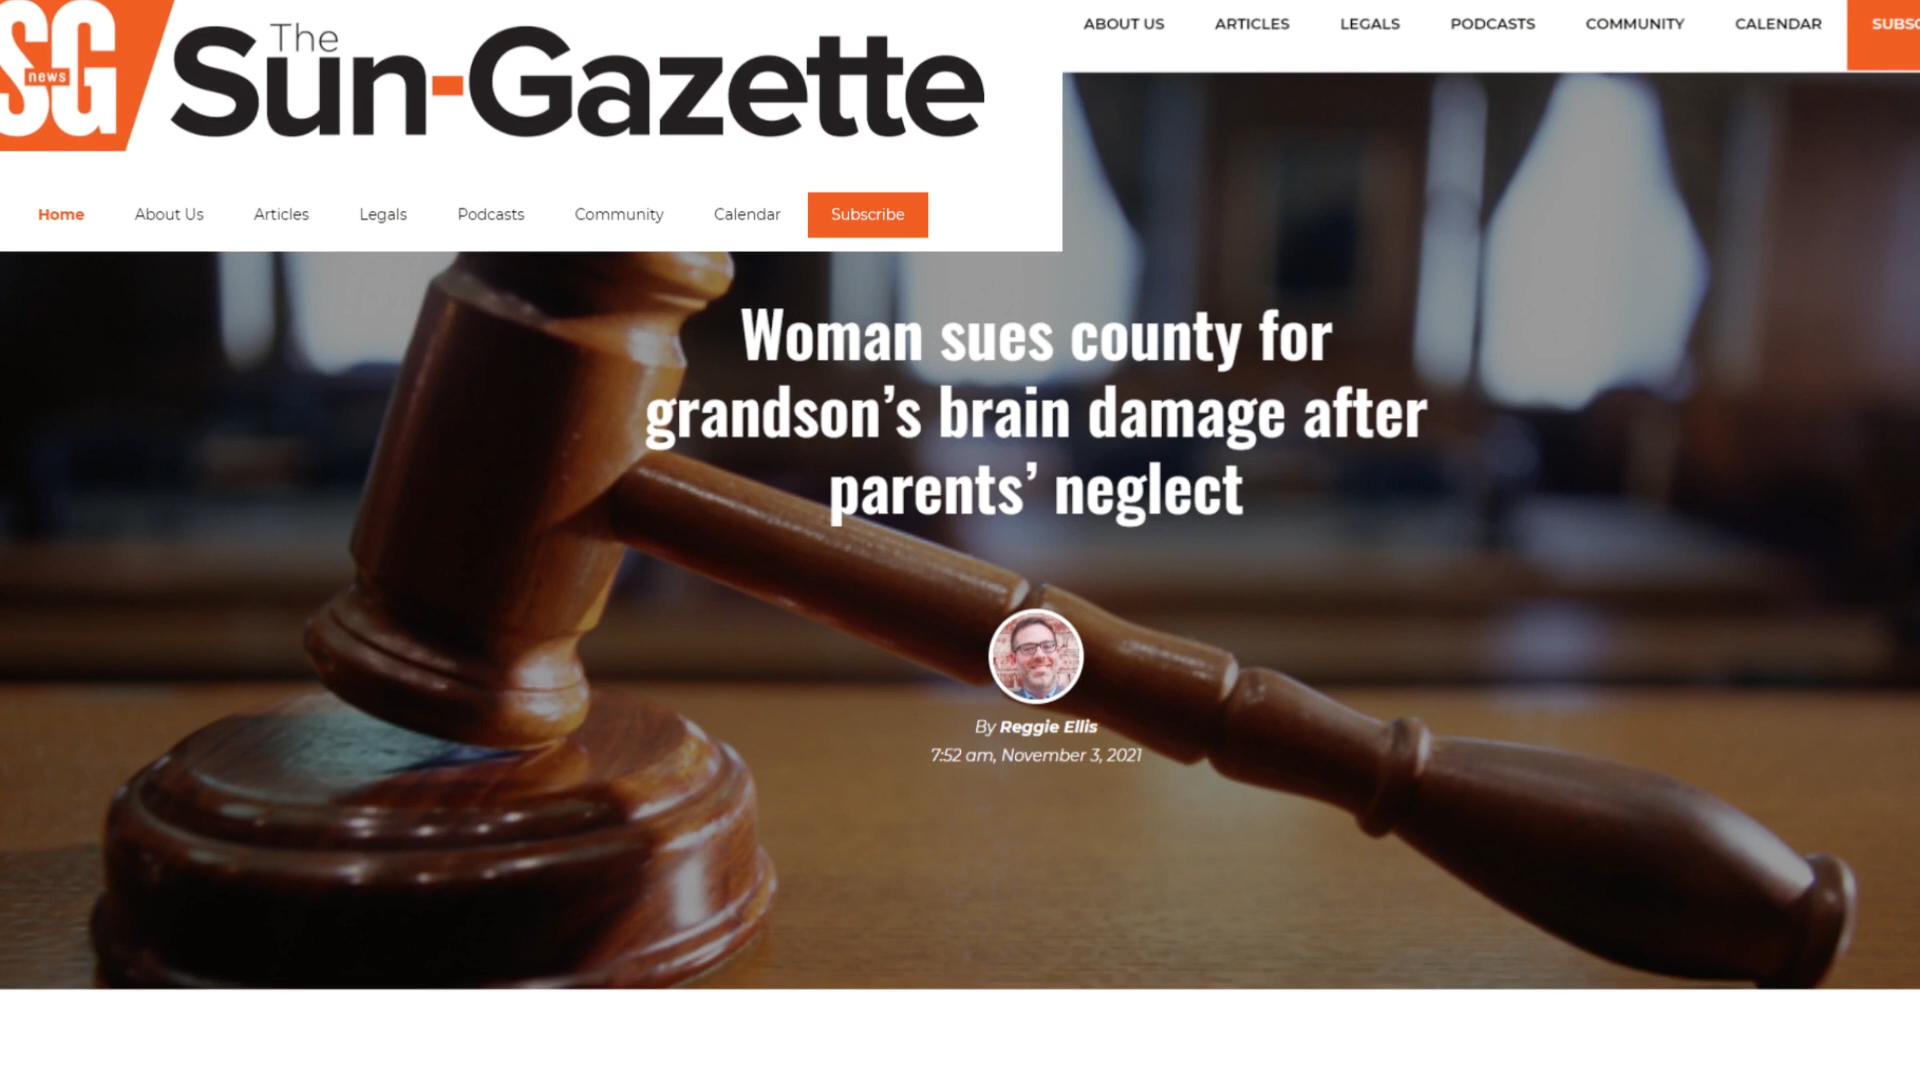 SG
news
The
Sun-Gazette
ABOUT US
ARTICLES
LEGALS
PODCASTS
COMMUNITY
CALENDAR
SUBSC
Home
About Us
Articles
Legals
Podcasts
Community
Calendar
Subscribe
Woman sues county for
grandson’s brain damage after
parents’ neglect
By Reggie Ellis
7:52 am, November 3, 2021